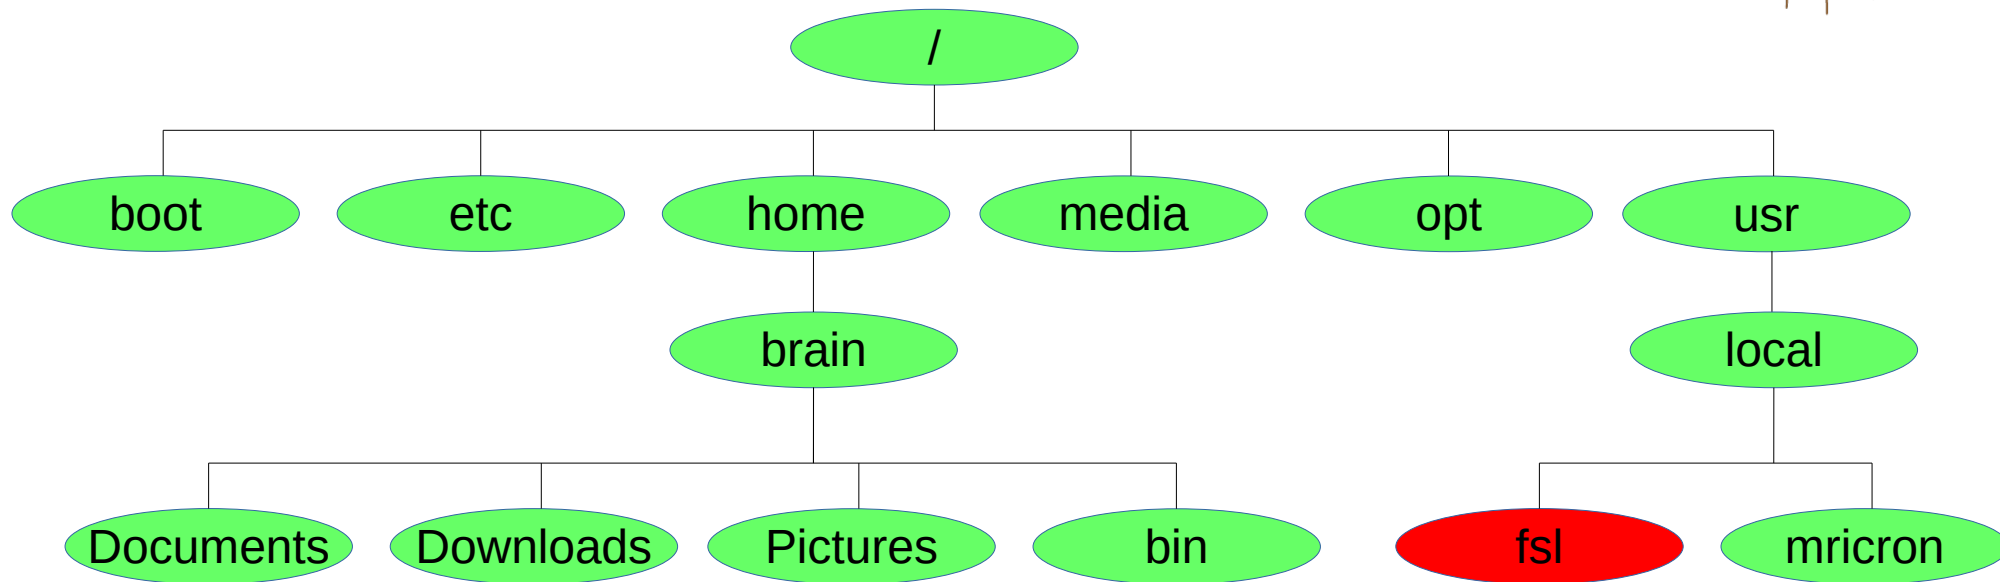 /
boot etc home media opt usr
brain local
Documents Downloads Pictures bin fsl mricron